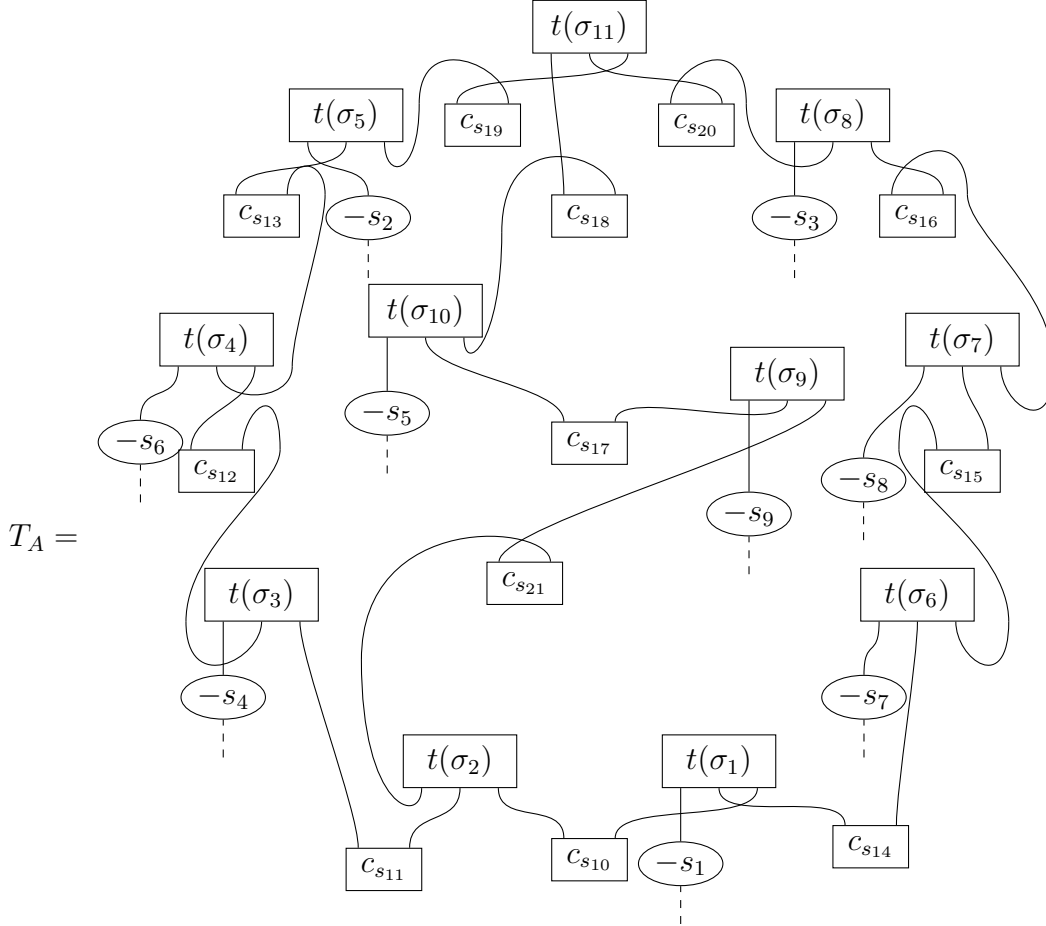 t(σ₁₁)
t(σ₅) c_{s₁₉} c_{s₂₀} t(σ₈)
c_{s₁₃} −s₂ c_{s₁₈} −s₃ c_{s₁₆}
t(σ₁₀)
t(σ₄) t(σ₇)
t(σ₉)
−s₅
−s₆ c_{s₁₂} c_{s₁₇} c_{s₁₅}
−s₈
−s₉
T_A =
c_{s₂₁}
t(σ₃) t(σ₆)
−s₄ −s₇
t(σ₂) t(σ₁)
c_{s₁₁} c_{s₁₀} −s₁ c_{s₁₄}